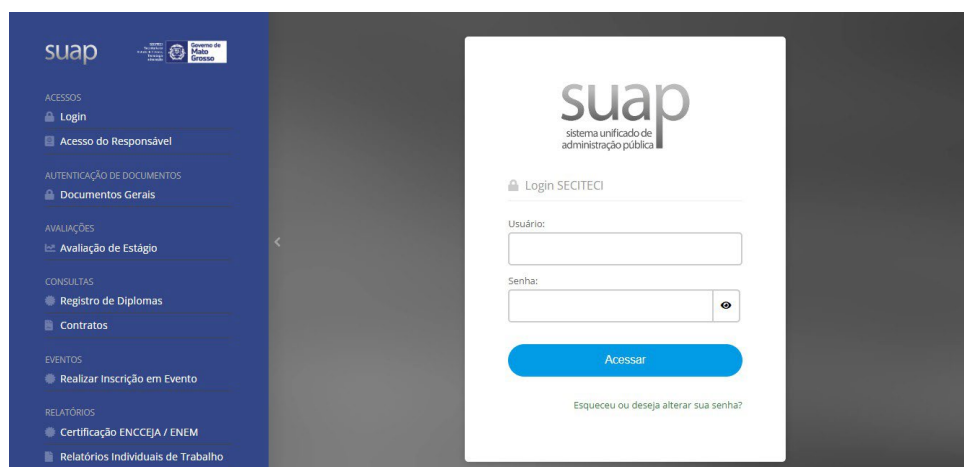 suap
Governo de
Mato
Grosso
ACESSOS
Login
Acesso do Responsável
AUTENTICAÇÃO DE DOCUMENTOS
Documentos Gerais
AVALIAÇÕES
Avaliação de Estágio
CONSULTAS
Registro de Diplomas
Contratos
EVENTOS
Realizar Inscrição em Evento
RELATÓRIOS
Certificação ENCCEJA / ENEM
Relatórios Individuais de Trabalho
suap
sistema unificado de
administração pública
Login SECITECI
Usuário:
Senha:
Acessar
Esqueceu ou deseja alterar sua senha?